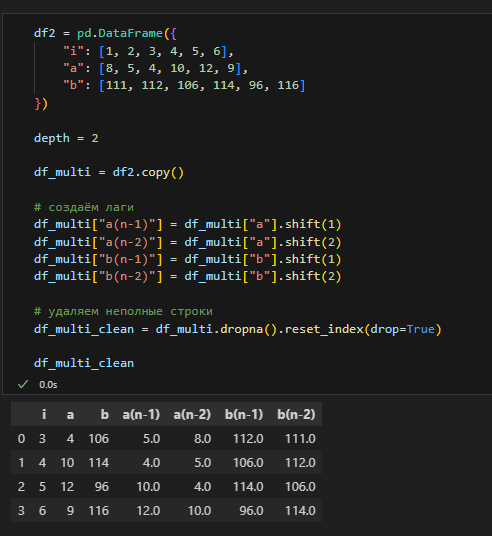 df2 = pd.DataFrame({
    "i": [1, 2, 3, 4, 5, 6],
    "a": [8, 5, 4, 10, 12, 9],
    "b": [111, 112, 106, 114, 96, 116]
})
depth = 2
df_multi = df2.copy()
# создаём лаги
df_multi["a(n-1)"] = df_multi["a"].shift(1)
df_multi["a(n-2)"] = df_multi["a"].shift(2)
df_multi["b(n-1)"] = df_multi["b"].shift(1)
df_multi["b(n-2)"] = df_multi["b"].shift(2)
# удаляем неполные строки
df_multi_clean = df_multi.dropna().reset_index(drop=True)
df_multi_clean
0.0s
i a b a(n-1) a(n-2) b(n-1) b(n-2)
0 3 4 106 5.0 8.0 112.0 111.0
1 4 10 114 4.0 5.0 106.0 112.0
2 5 12 96 10.0 4.0 114.0 106.0
3 6 9 116 12.0 10.0 96.0 114.0